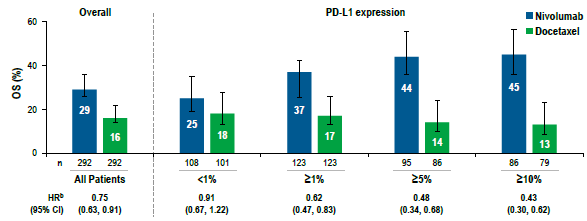 Overall
PD-L1 expression
Nivolumab
Docetaxel
OS (%)
60
40
20
0
29
16
25
18
37
17
44
14
45
13
n 292 292 108 101 123 123 95 86 86 79
All Patients <1% ≥1% ≥5% ≥10%
HRᵇ 0.75 0.91 0.62 0.48 0.43
(95% CI) (0.63, 0.91) (0.67, 1.22) (0.47, 0.83) (0.34, 0.68) (0.30, 0.62)